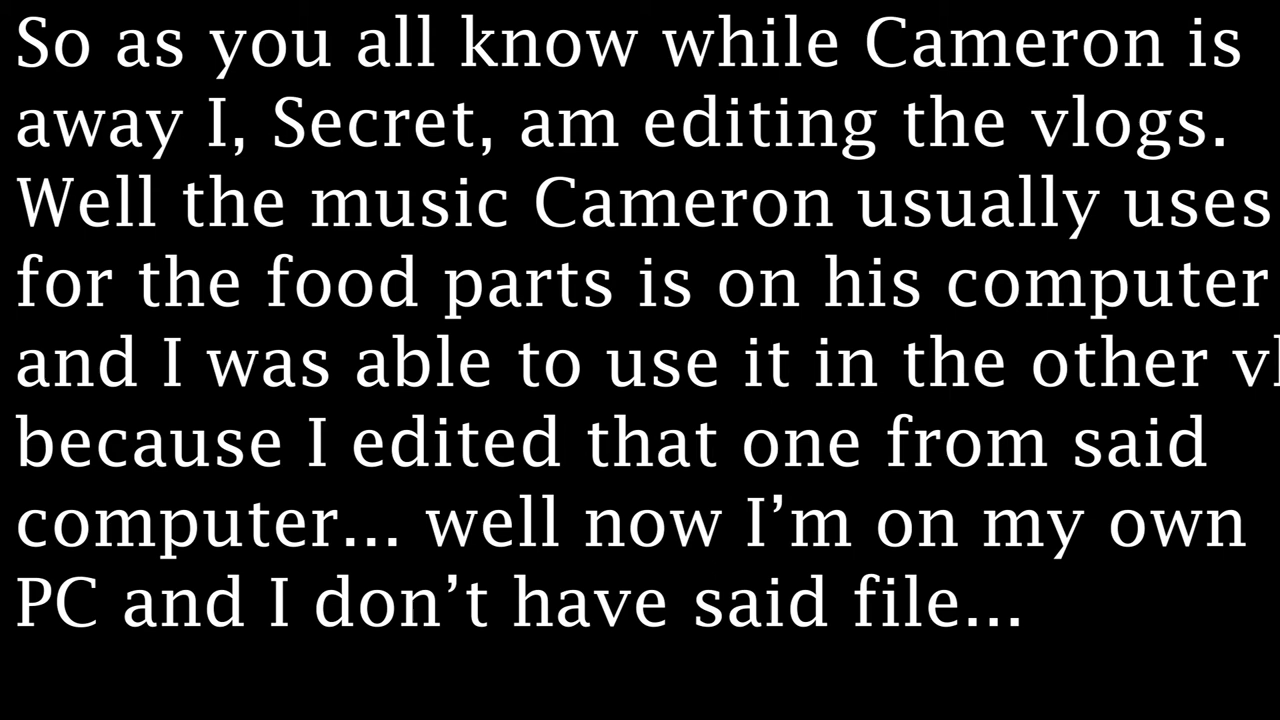 So as you all know while Cameron is
away I, Secret, am editing the vlogs.
Well the music Cameron usually uses
for the food parts is on his computer
and I was able to use it in the other
because I edited that one from said
computer... well now I’m on my own
PC and I don’t have said file...